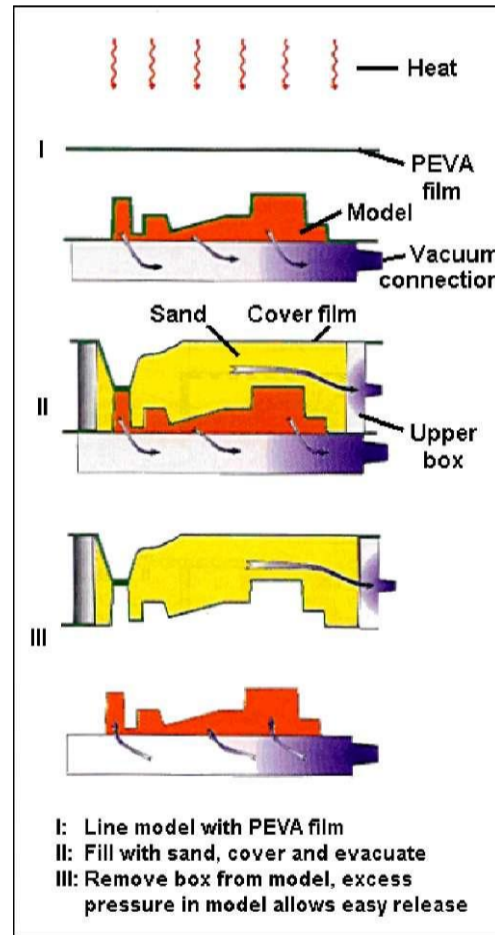 Heat
I
PEVA
film
Model
Vacuum
connection
Sand
Cover film
II
Upper
box
III
I: Line model with PEVA film
II: Fill with sand, cover and evacuate
III: Remove box from model, excess
pressure in model allows easy release